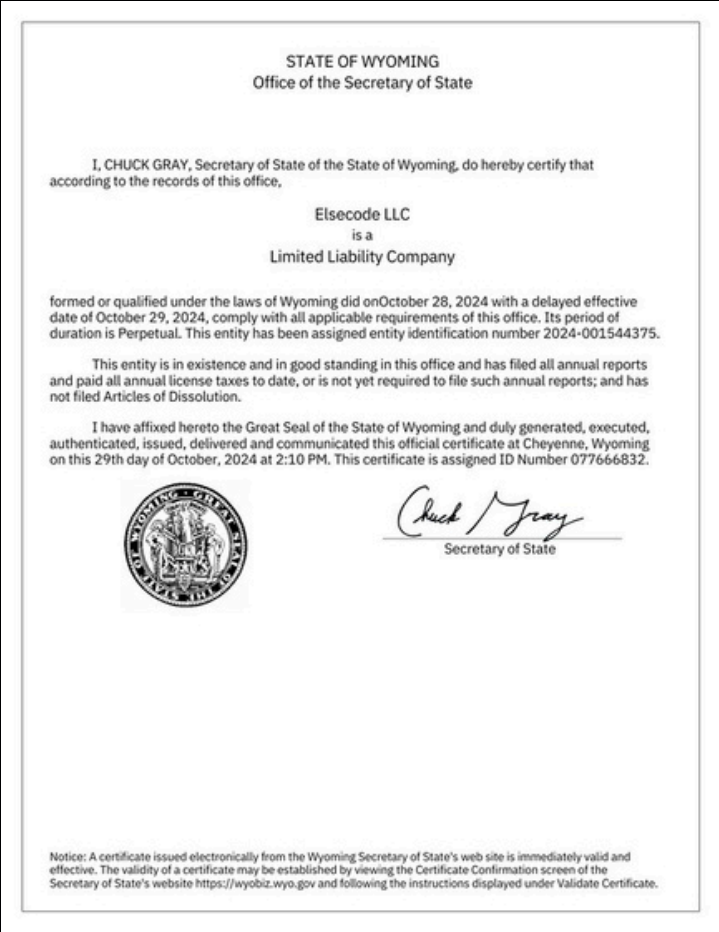 STATE OF WYOMING
Office of the Secretary of State
I, CHUCK GRAY, Secretary of State of the State of Wyoming, do hereby certify that
according to the records of this office,
Elsecode LLC
is a
Limited Liability Company
formed or qualified under the laws of Wyoming did onOctober 28, 2024 with a delayed effective
date of October 29, 2024, comply with all applicable requirements of this office. Its period of
duration is Perpetual. This entity has been assigned entity identification number 2024-001544375.
This entity is in existence and in good standing in this office and has filed all annual reports
and paid all annual license taxes to date, or is not yet required to file such annual reports; and has
not filed Articles of Dissolution.
I have affixed hereto the Great Seal of the State of Wyoming and duly generated, executed,
authenticated, issued, delivered and communicated this official certificate at Cheyenne, Wyoming
on this 29th day of October, 2024 at 2:10 PM. This certificate is assigned ID Number 077666832.
GREAT SEAL OF THE STATE OF WYOMING
Chuck Gray
Secretary of State
Notice: A certificate issued electronically from the Wyoming Secretary of State's web site is immediately valid and
effective. The validity of a certificate may be established by viewing the Certificate Confirmation screen of the
Secretary of State's website https://wyobiz.wyo.gov and following the instructions displayed under Validate Certificate.